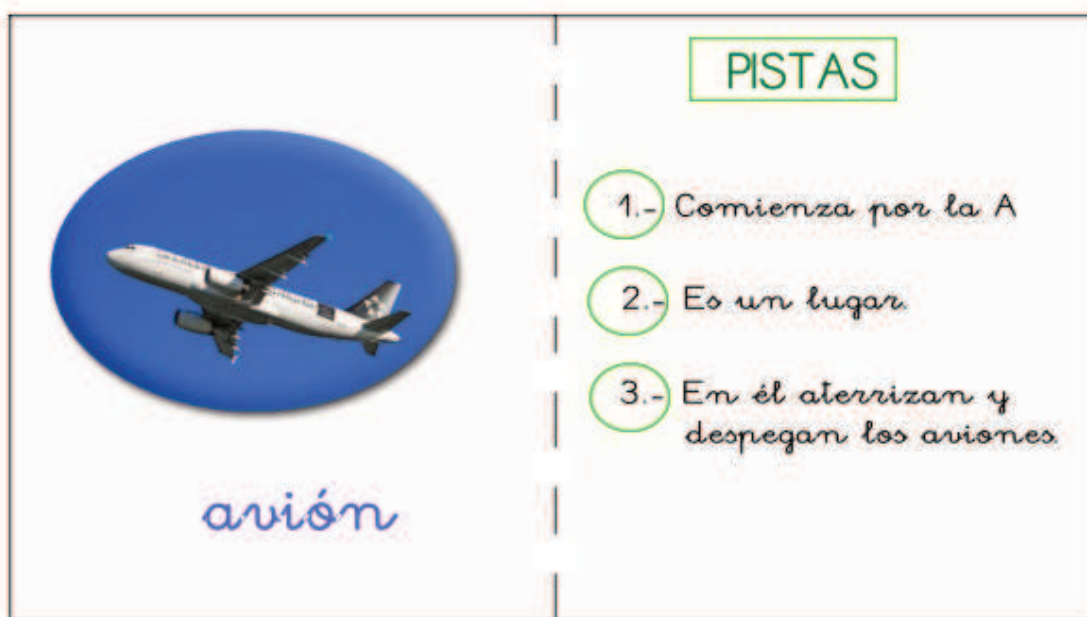 avión
PISTAS
1.- Comienza por la A
2.- Es un lugar.
3.- En él aterrizan y
despegan los aviones.